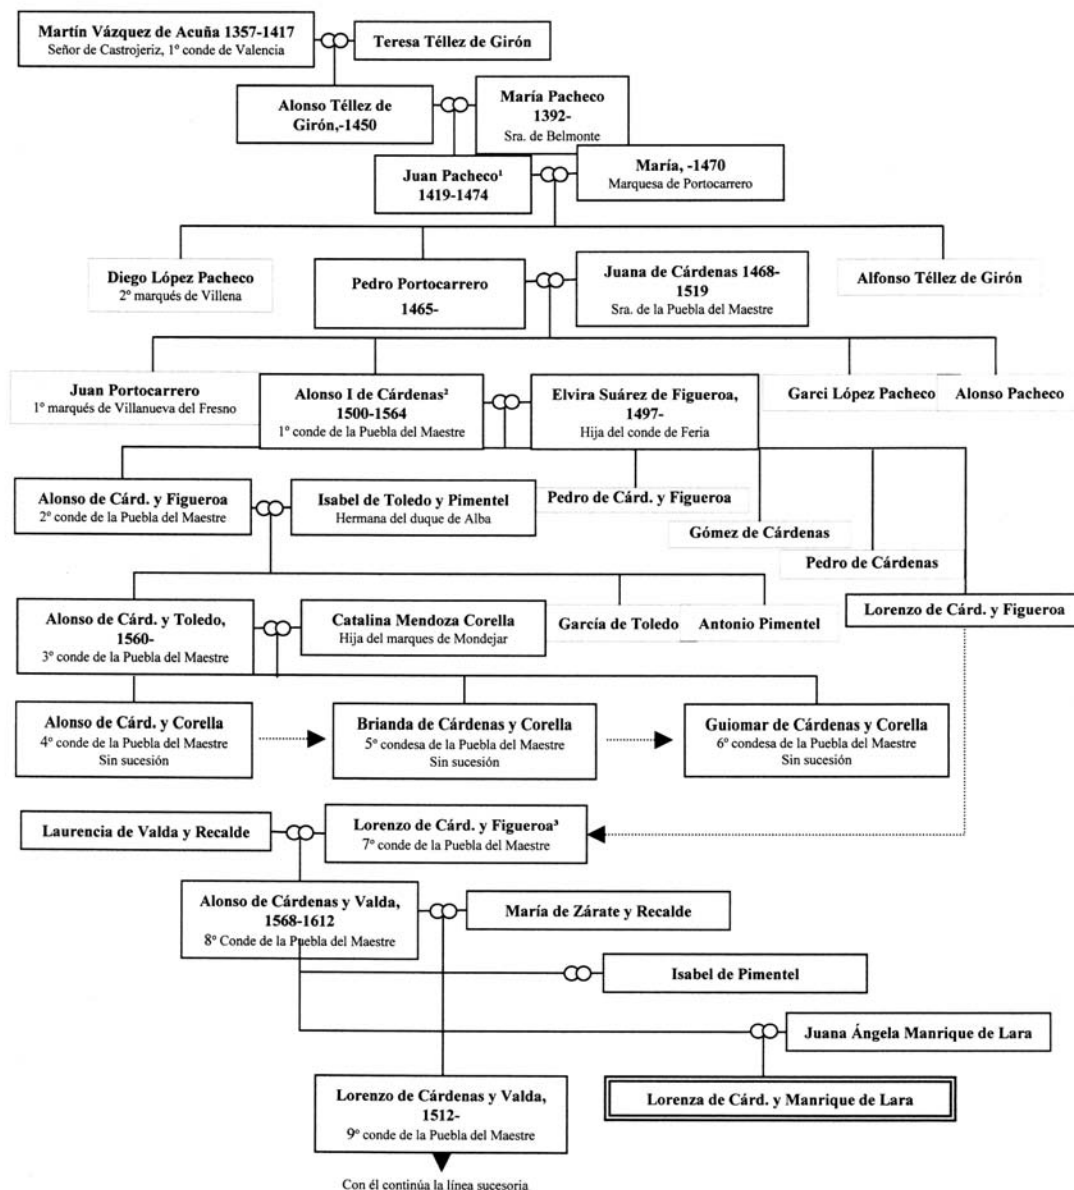 Martín Vázquez de Acuña 1357-1417
Señor de Castrojeriz, 1º conde de Valencia
Teresa Téllez de Girón
Alonso Téllez de
Girón,-1450
María Pacheco
1392-
Sra. de Belmonte
Juan Pacheco¹
1419-1474
María, -1470
Marquesa de Portocarrero
Diego López Pacheco
2º marqués de Villena
Pedro Portocarrero
1465-
Juana de Cárdenas 1468-
1519
Sra. de la Puebla del Maestre
Alfonso Téllez de Girón
Juan Portocarrero
1º marqués de Villanueva del Fresno
Alonso I de Cárdenas²
1500-1564
1º conde de la Puebla del Maestre
Elvira Suárez de Figueroa,
1497-
Hija del conde de Feria
Garci López Pacheco
Alonso Pacheco
Alonso de Cárd. y Figueroa
2º conde de la Puebla del Maestre
Isabel de Toledo y Pimentel
Hermana del duque de Alba
Pedro de Cárd. y Figueroa
Gómez de Cárdenas
Pedro de Cárdenas
Alonso de Cárd. y Toledo,
1560-
3º conde de la Puebla del Maestre
Catalina Mendoza Corella
Hija del marques de Mondejar
García de Toledo
Antonio Pimentel
Lorenzo de Cárd. y Figueroa
Alonso de Cárd. y Corella
4º conde de la Puebla del Maestre
Sin sucesión
Brianda de Cárdenas y Corella
5º condesa de la Puebla del Maestre
Sin sucesión
Guiomar de Cárdenas y Corella
6º condesa de la Puebla del Maestre
Sin sucesión
Laurencia de Valda y Recalde
Lorenzo de Cárd. y Figueroa³
7º conde de la Puebla del Maestre
Alonso de Cárdenas y Valda,
1568-1612
8º Conde de la Puebla del Maestre
María de Zárate y Recalde
Isabel de Pimentel
Juana Ángela Manrique de Lara
Lorenzo de Cárdenas y Valda,
1512-
9º conde de la Puebla del Maestre
Lorenza de Cárd. y Manrique de Lara
Con él continúa la línea sucesoria